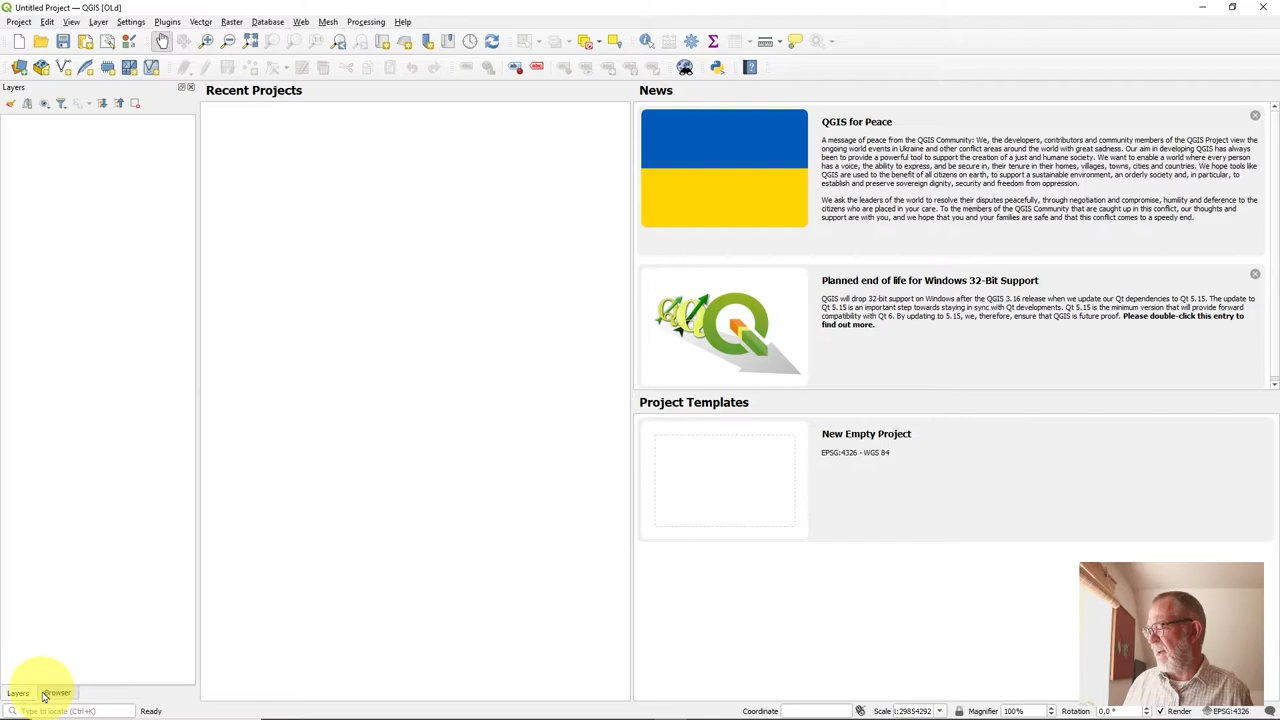 Untitled Project — QGIS [OLd]
Project Edit View Layer Settings Plugins Vector Raster Database Web Mesh Processing Help
Layers
Recent Projects
News
QGIS for Peace
A message of peace from the QGIS Community: We, the developers, contributors and community members of the QGIS Project view the
ongoing world events in Ukraine and other conflict areas around the world with great sadness. Our aim in developing QGIS has always
been to provide a powerful tool to support the creation of a just and humane society. We want to enable a world where every person
has a voice, the ability to express, and be secure in, their tenure in their homes, villages, towns, cities and countries. We hope tools like
QGIS are used to the benefit of all citizens on earth, to support a sustainable environment, an orderly society and, in particular, to
establish and preserve sovereign dignity, security and freedom from oppression.
We ask the leaders of the world to resolve their disputes peacefully, through negotiation and compromise, humility and deference to the
citizens who are placed in your care. To the members of the QGIS Community that are caught up in this conflict, our thoughts and
support are with you, and we hope that you and your families are safe and that this conflict comes to a speedy end.
Planned end of life for Windows 32-Bit Support
QGIS will drop 32-bit support on Windows after the QGIS 3.16 release when we update our Qt dependencies to Qt 5.15. The update to
Qt 5.15 is an important step towards staying in sync with Qt developments. Qt 5.15 is the minimum version that will provide forward
compatibility with Qt 6. By updating to 5.15, we, therefore, ensure that QGIS is future proof. Please double-click this entry to
find out more.
Project Templates
New Empty Project
EPSG:4326 - WGS 84
Layers Browser
Type to locate (Ctrl+K) Ready Coordinate Scale 1:29854292 Magnifier 100% Rotation 0,0 ° Render EPSG:4326